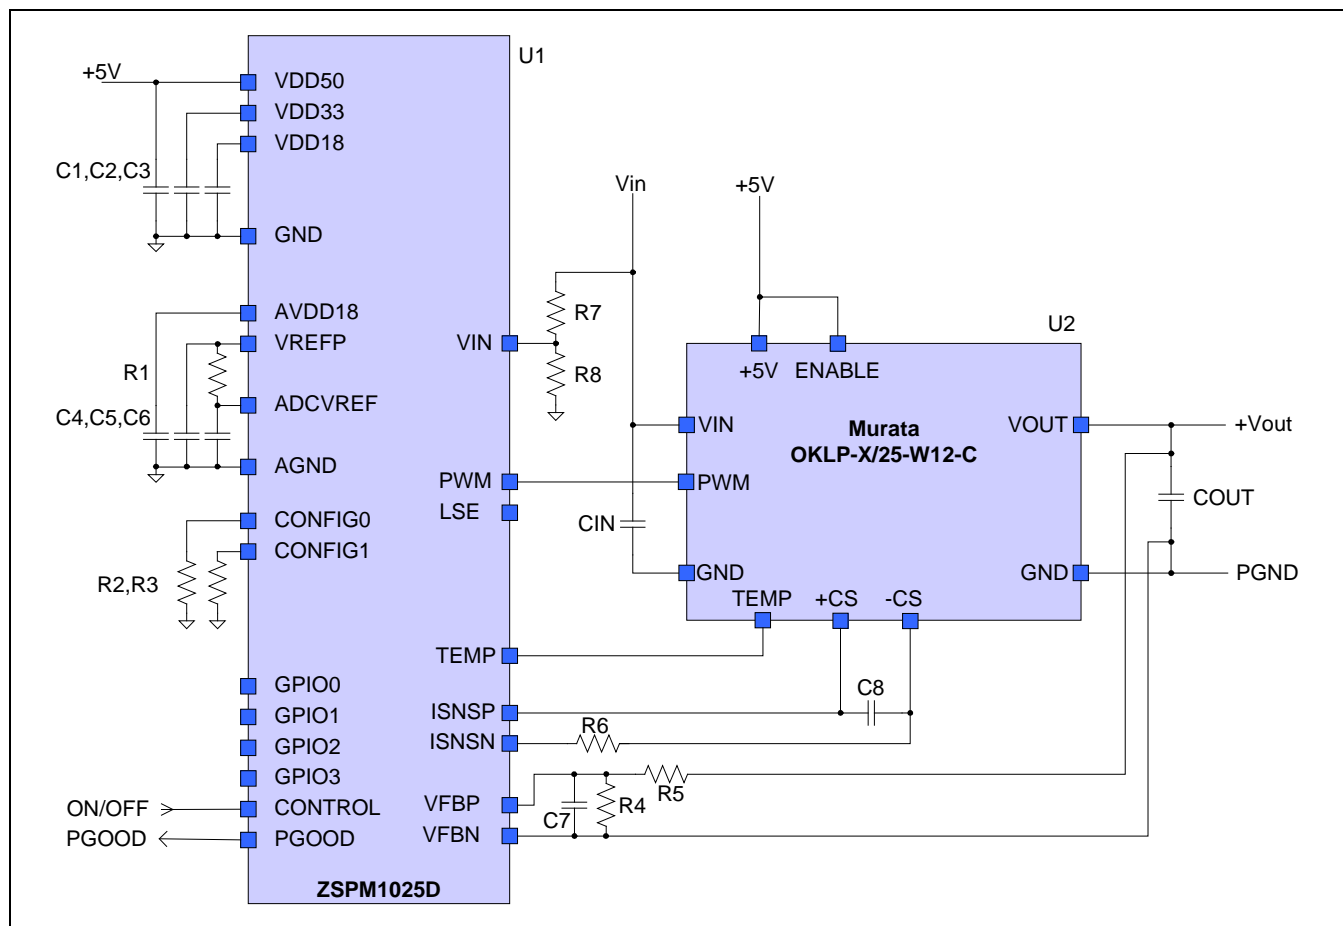 U1
+5V
VDD50
VDD33
VDD18
C1,C2,C3
GND
AVDD18
VREFP
R1
ADCVREF
C4,C5,C6
AGND
CONFIG0
CONFIG1
R2,R3
GPIO0
GPIO1
GPIO2
GPIO3
ON/OFF
CONTROL
PGOOD
PGOOD
VIN
PWM
LSE
TEMP
ISNSP
ISNSN
VFBP
VFBN
ZSPM1025D
Vin
R7
R8
CIN
+5V
U2
+5V
ENABLE
VIN
Murata
OKLP-X/25-W12-C
VOUT
PWM
GND
GND
TEMP
+CS
-CS
+Vout
COUT
PGND
C8
R6
R5
R4
C7